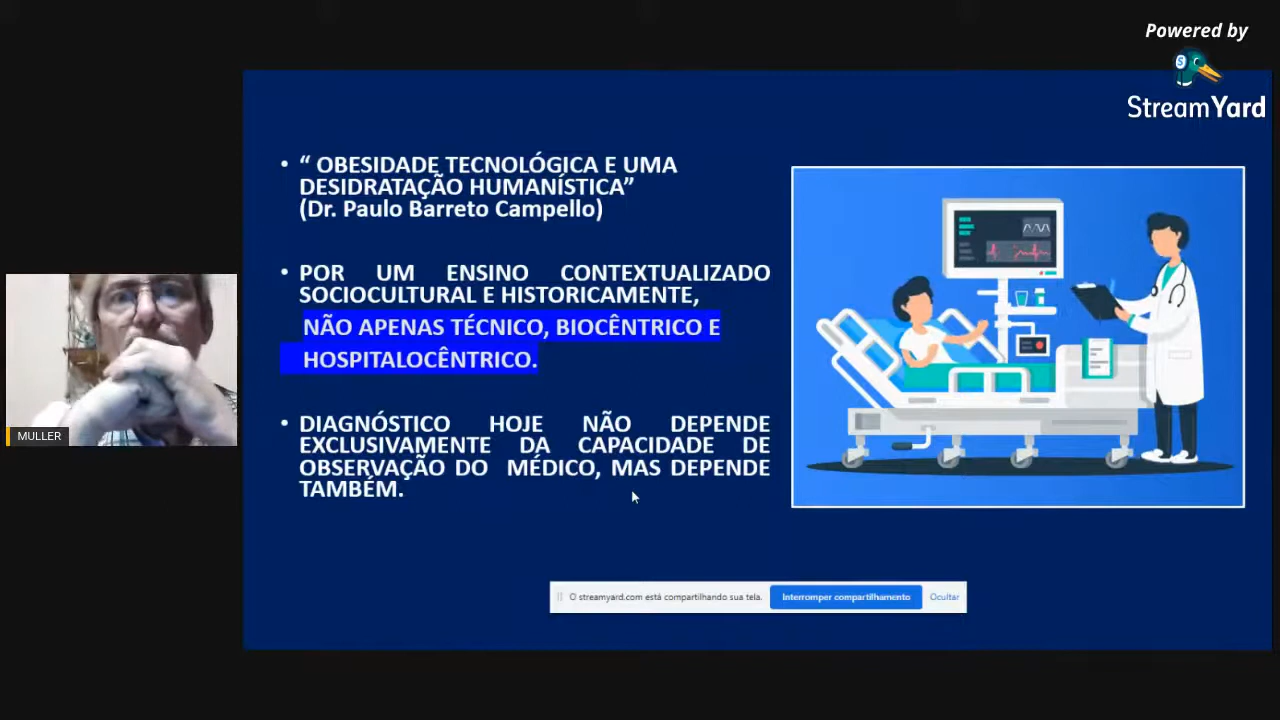 Powered by
StreamYard
• “ OBESIDADE TECNOLÓGICA E UMA
DESIDRATAÇÃO HUMANÍSTICA”
(Dr. Paulo Barreto Campello)
• POR UM ENSINO CONTEXTUALIZADO
SOCIOCULTURAL E HISTORICAMENTE,
NÃO APENAS TÉCNICO, BIOCÊNTRICO E
HOSPITALOCÊNTRICO.
• DIAGNÓSTICO HOJE NÃO DEPENDE
EXCLUSIVAMENTE DA CAPACIDADE DE
OBSERVAÇÃO DO MÉDICO, MAS DEPENDE
TAMBÉM.
MULLER
O streamyard.com está compartilhando sua tela. Interromper compartilhamento Ocultar